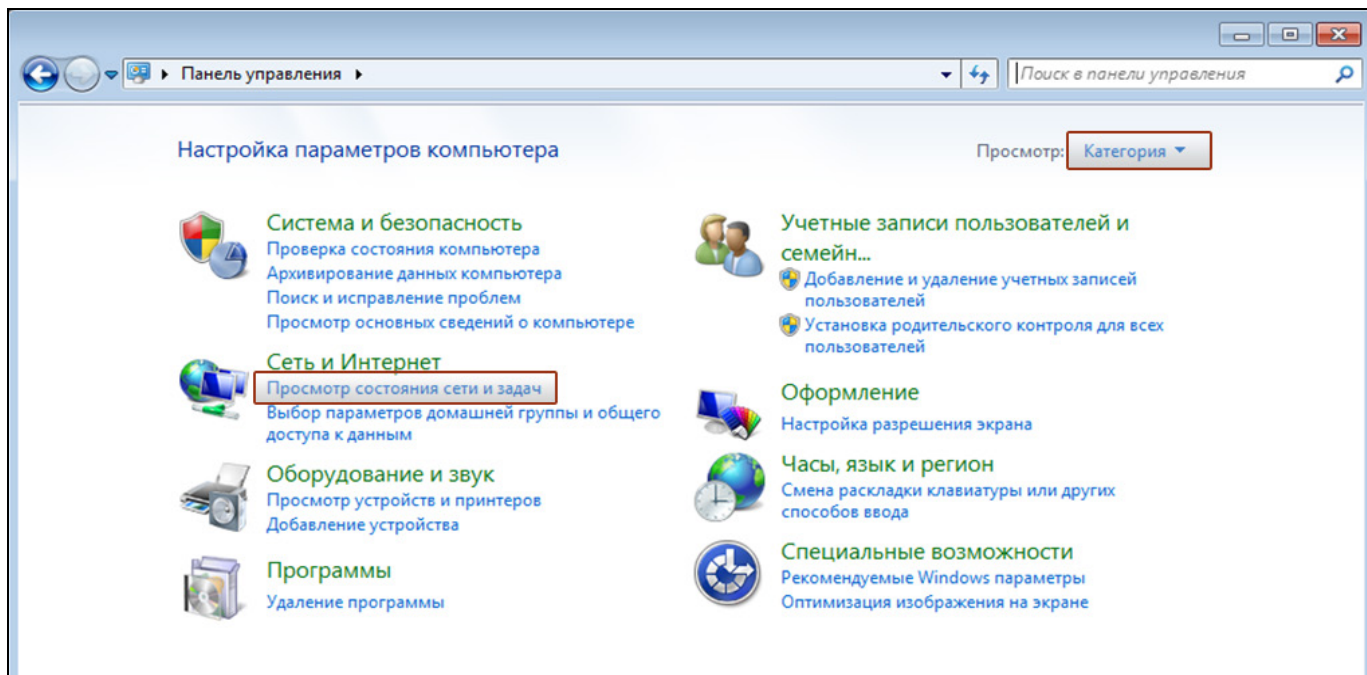 Панель управления
Поиск в панели управления
Настройка параметров компьютера
Просмотр: Категория
Система и безопасность
Проверка состояния компьютера
Архивирование данных компьютера
Поиск и исправление проблем
Просмотр основных сведений о компьютере
Сеть и Интернет
Просмотр состояния сети и задач
Выбор параметров домашней группы и общего
доступа к данным
Оборудование и звук
Просмотр устройств и принтеров
Добавление устройства
Программы
Удаление программы
Учетные записи пользователей и
семейн...
Добавление и удаление учетных записей
пользователей
Установка родительского контроля для всех
пользователей
Оформление
Настройка разрешения экрана
Часы, язык и регион
Смена раскладки клавиатуры или других
способов ввода
Специальные возможности
Рекомендуемые Windows параметры
Оптимизация изображения на экране